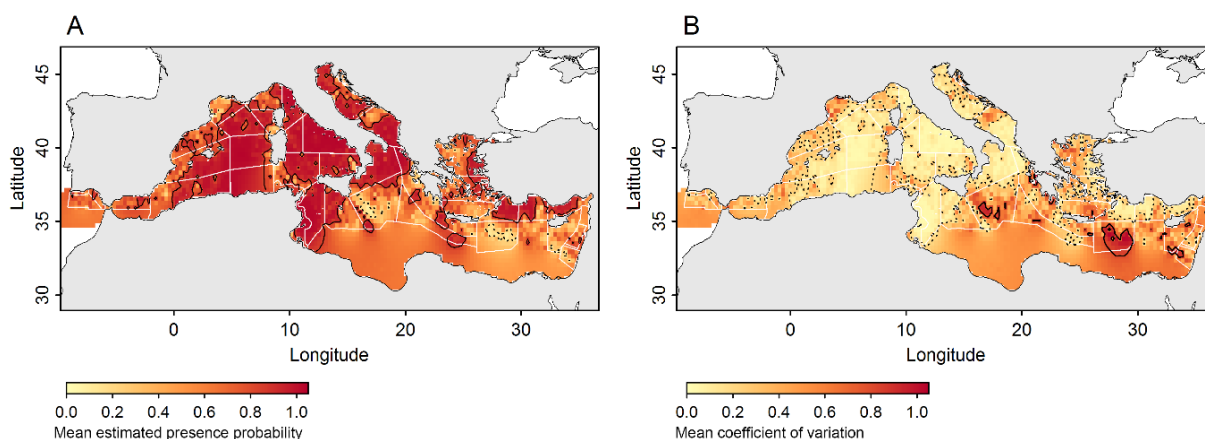 A
B
45
40
35
30
Latitude
0
10
20
30
Longitude
45
40
35
30
Latitude
0
10
20
30
Longitude
0.0 0.2 0.4 0.6 0.8 1.0
Mean estimated presence probability
0.0 0.2 0.4 0.6 0.8 1.0
Mean coefficient of variation